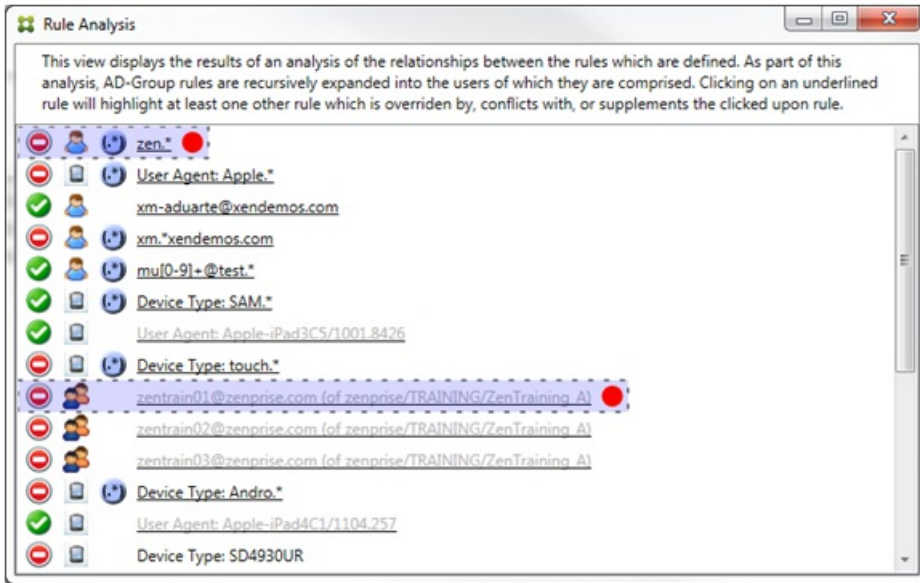 Rule Analysis
This view displays the results of an analysis of the relationships between the rules which are defined. As part of this
analysis, AD-Group rules are recursively expanded into the users of which they are comprised. Clicking on an underlined
rule will highlight at least one other rule which is overriden by, conflicts with, or supplements the clicked upon rule.
(.*) zen.*
(.*) User Agent: Apple.*
xm-aduarte@xendemos.com
(.*) xm.*xendemos.com
(.*) mu[0-9]+@test.*
(.*) Device Type: SAM.*
User Agent: Apple-iPad3C5/1001.8426
(.*) Device Type: touch.*
zentrain01@zenprise.com (of zenprise/TRAINING/ZenTraining_A)
zentrain02@zenprise.com (of zenprise/TRAINING/ZenTraining_A)
zentrain03@zenprise.com (of zenprise/TRAINING/ZenTraining_A)
(.*) Device Type: Andro.*
User Agent: Apple-iPad4C1/1104.257
Device Type: SD4930UR